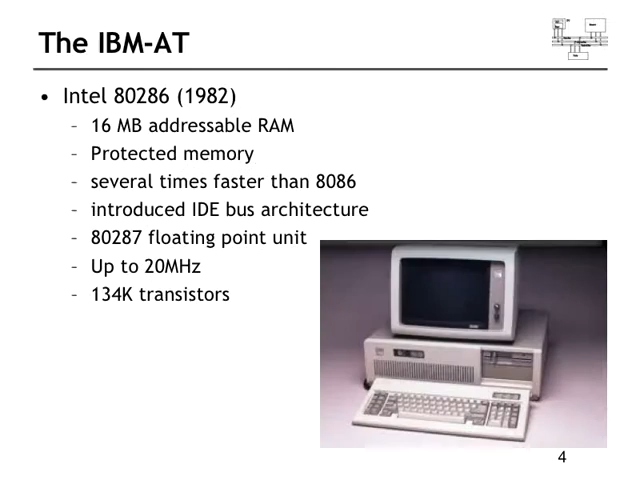 The IBM-AT
• Intel 80286 (1982)
– 16 MB addressable RAM
– Protected memory
– several times faster than 8086
– introduced IDE bus architecture
– 80287 floating point unit
– Up to 20MHz
– 134K transistors
4